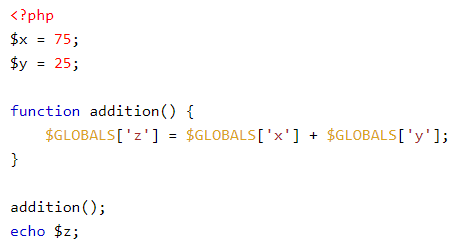 <?php
$x = 75;
$y = 25;

function addition() {
    $GLOBALS['z'] = $GLOBALS['x'] + $GLOBALS['y'];
}

addition();
echo $z;